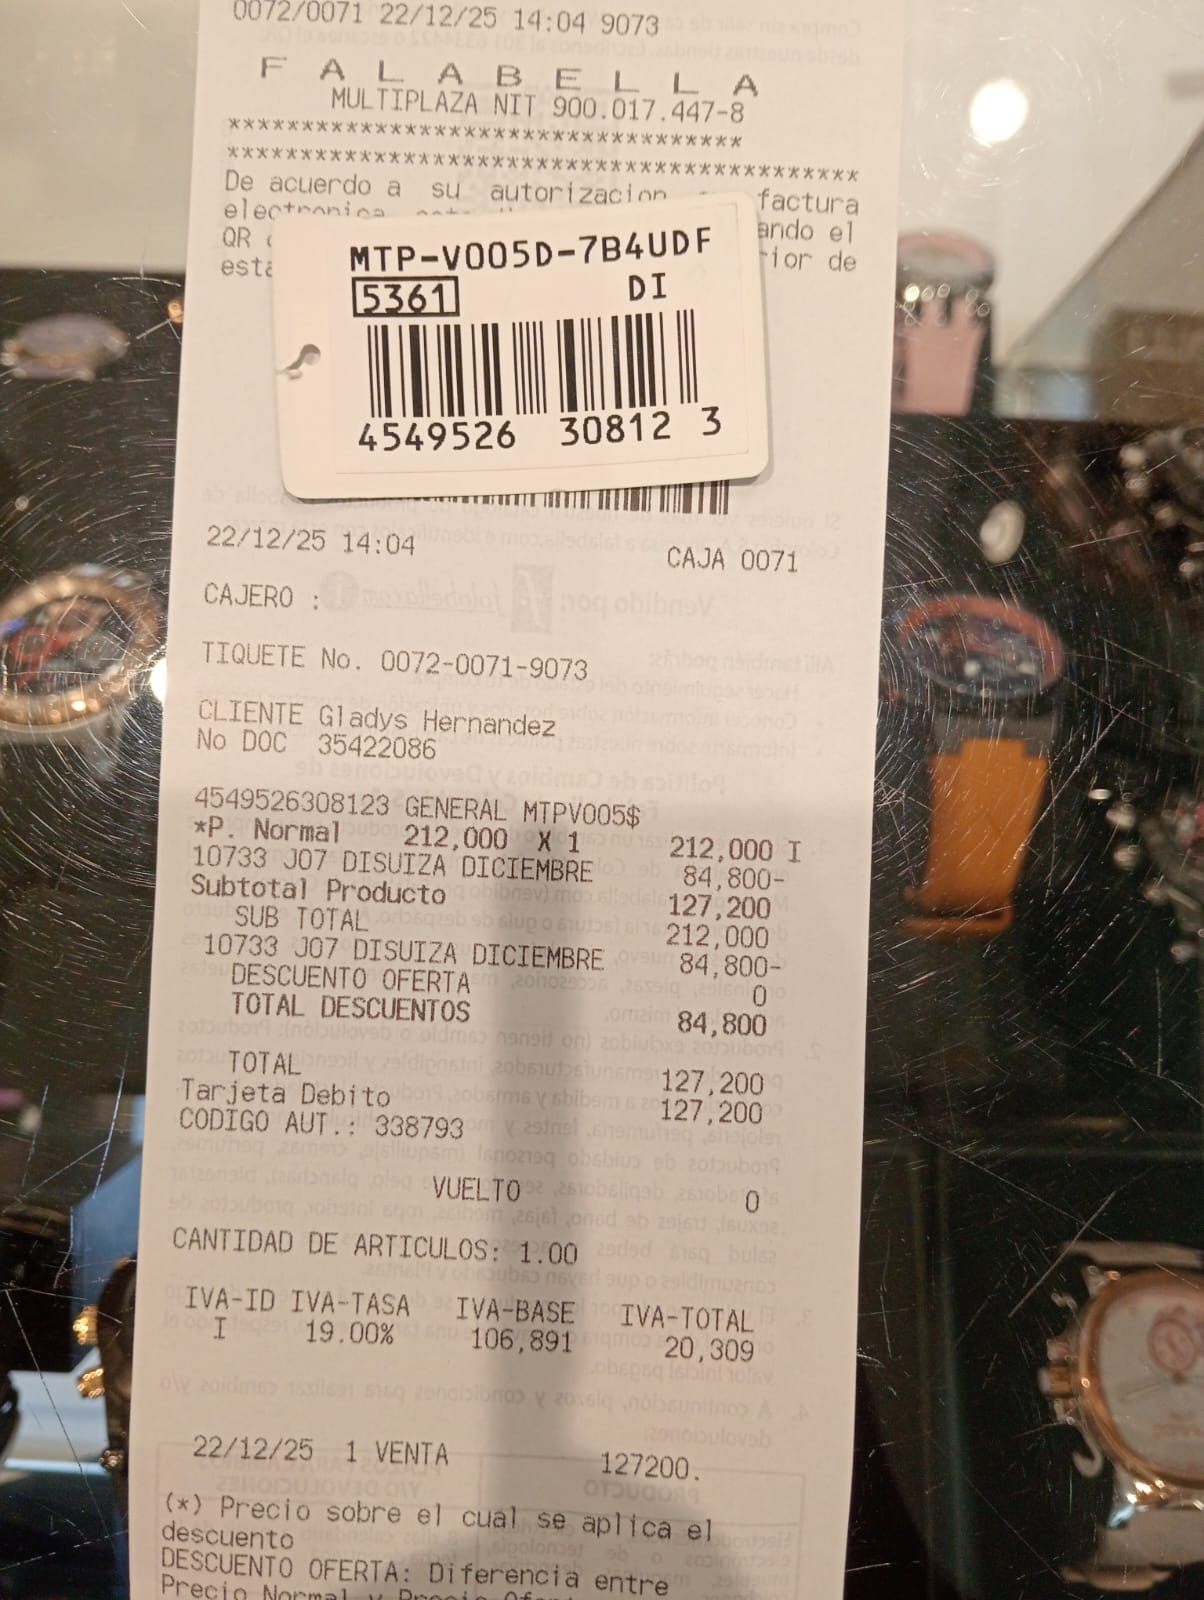 0072/0071 22/12/25 14:04 9073
FALABELLA
MULTIPLAZA NIT 900.017.447-8
***********************************
******************************************
De acuerdo a su autorizacion factura
electronica
QR ando el
esta rior de
MTP-V005D-7B4UDF
5361 DI
4549526 30812 3
22/12/25 14:04 CAJA 0071
CAJERO :
TIQUETE No. 0072-0071-9073
CLIENTE Gladys Hernandez
No DOC 35422086
4549526308123 GENERAL MTPV005$
*P. Normal 212,000 X 1 212,000 I
10733 J07 DISUIZA DICIEMBRE 84,800-
Subtotal Producto 127,200
SUB TOTAL 212,000
10733 J07 DISUIZA DICIEMBRE 84,800-
DESCUENTO OFERTA 0
TOTAL DESCUENTOS 84,800
TOTAL 127,200
Tarjeta Debito 127,200
CODIGO AUT.: 338793
VUELTO 0
CANTIDAD DE ARTICULOS: 1.00
IVA-ID IVA-TASA IVA-BASE IVA-TOTAL
I 19.00% 106,891 20,309
22/12/25 1 VENTA 127200.
(*) Precio sobre el cual se aplica el
descuento
DESCUENTO OFERTA: Diferencia entre
Precio Normal y Precio